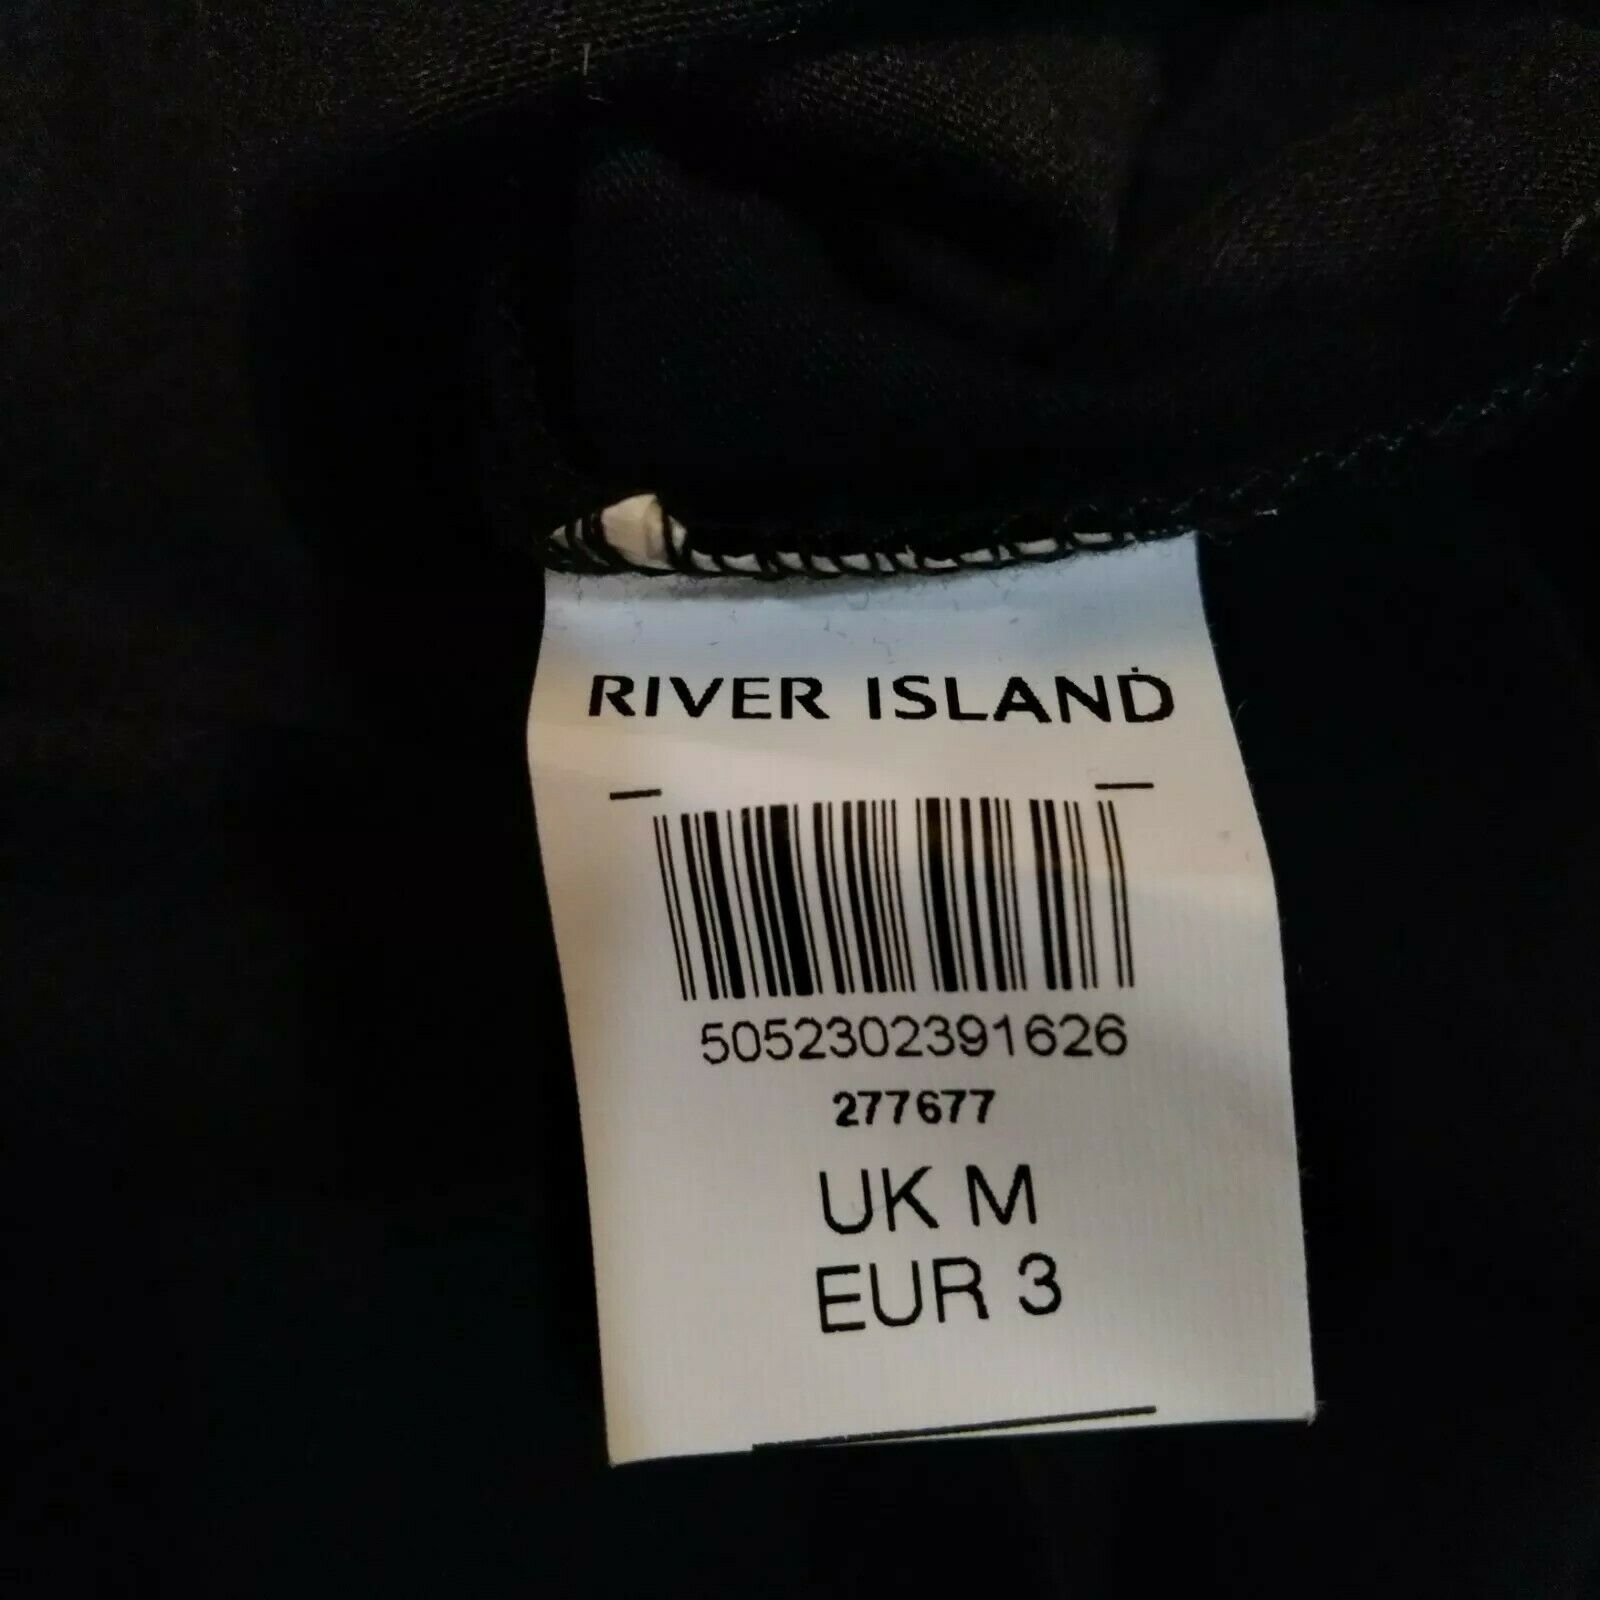 RIVER ISLAND
5052302391626
277677
UK M
EUR 3